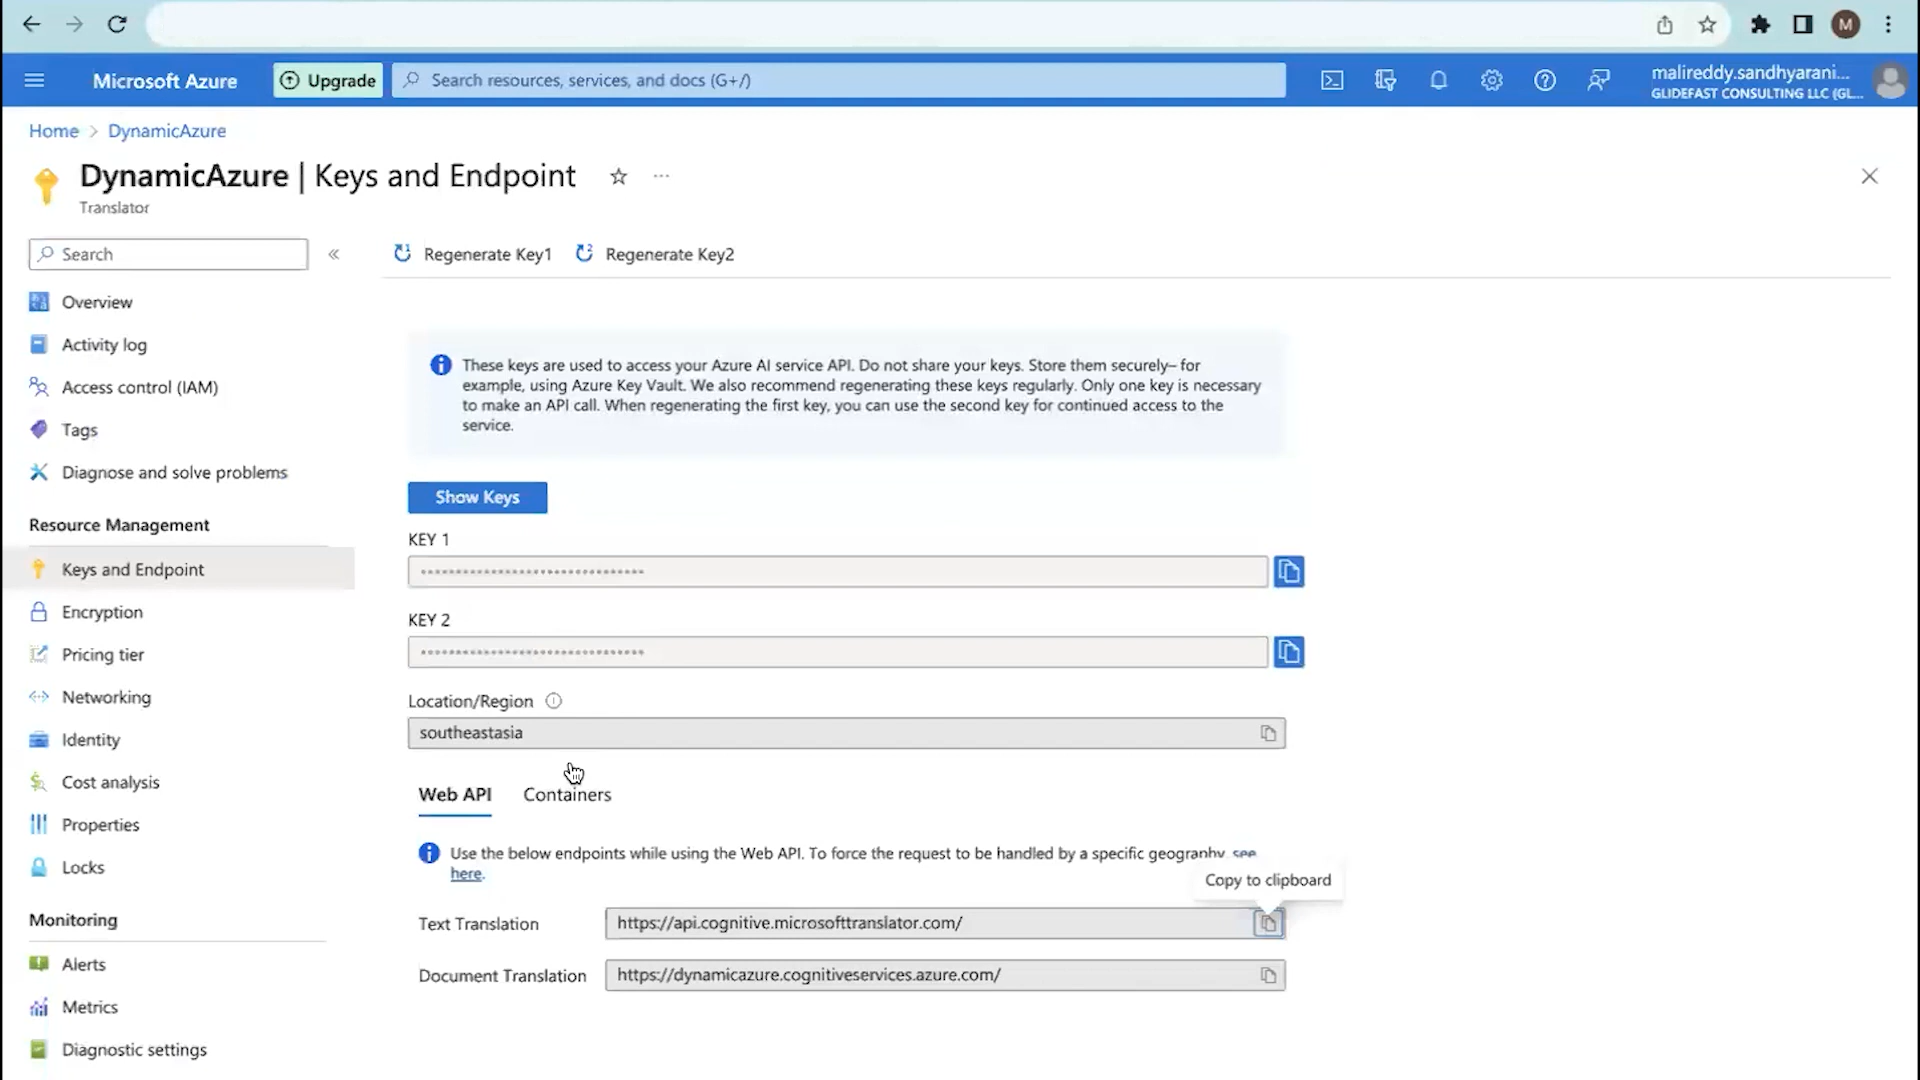 M
Microsoft Azure
Upgrade
Search resources, services, and docs (G+/)
malireddy.sandhyarani...
GLIDEFAST CONSULTING LLC (GL...
Home > DynamicAzure
DynamicAzure | Keys and Endpoint
Translator
Search
Regenerate Key1
Regenerate Key2
Overview
Activity log
Access control (IAM)
Tags
Diagnose and solve problems
Resource Management
Keys and Endpoint
Encryption
Pricing tier
Networking
Identity
Cost analysis
Properties
Locks
Monitoring
Alerts
Metrics
Diagnostic settings
These keys are used to access your Azure AI service API. Do not share your keys. Store them securely– for
example, using Azure Key Vault. We also recommend regenerating these keys regularly. Only one key is necessary
to make an API call. When regenerating the first key, you can use the second key for continued access to the
service.
Show Keys
KEY 1
KEY 2
Location/Region
southeastasia
Web API
Containers
Use the below endpoints while using the Web API. To force the request to be handled by a specific geography, see
here.
Copy to clipboard
Text Translation
https://api.cognitive.microsofttranslator.com/
Document Translation
https://dynamicazure.cognitiveservices.azure.com/